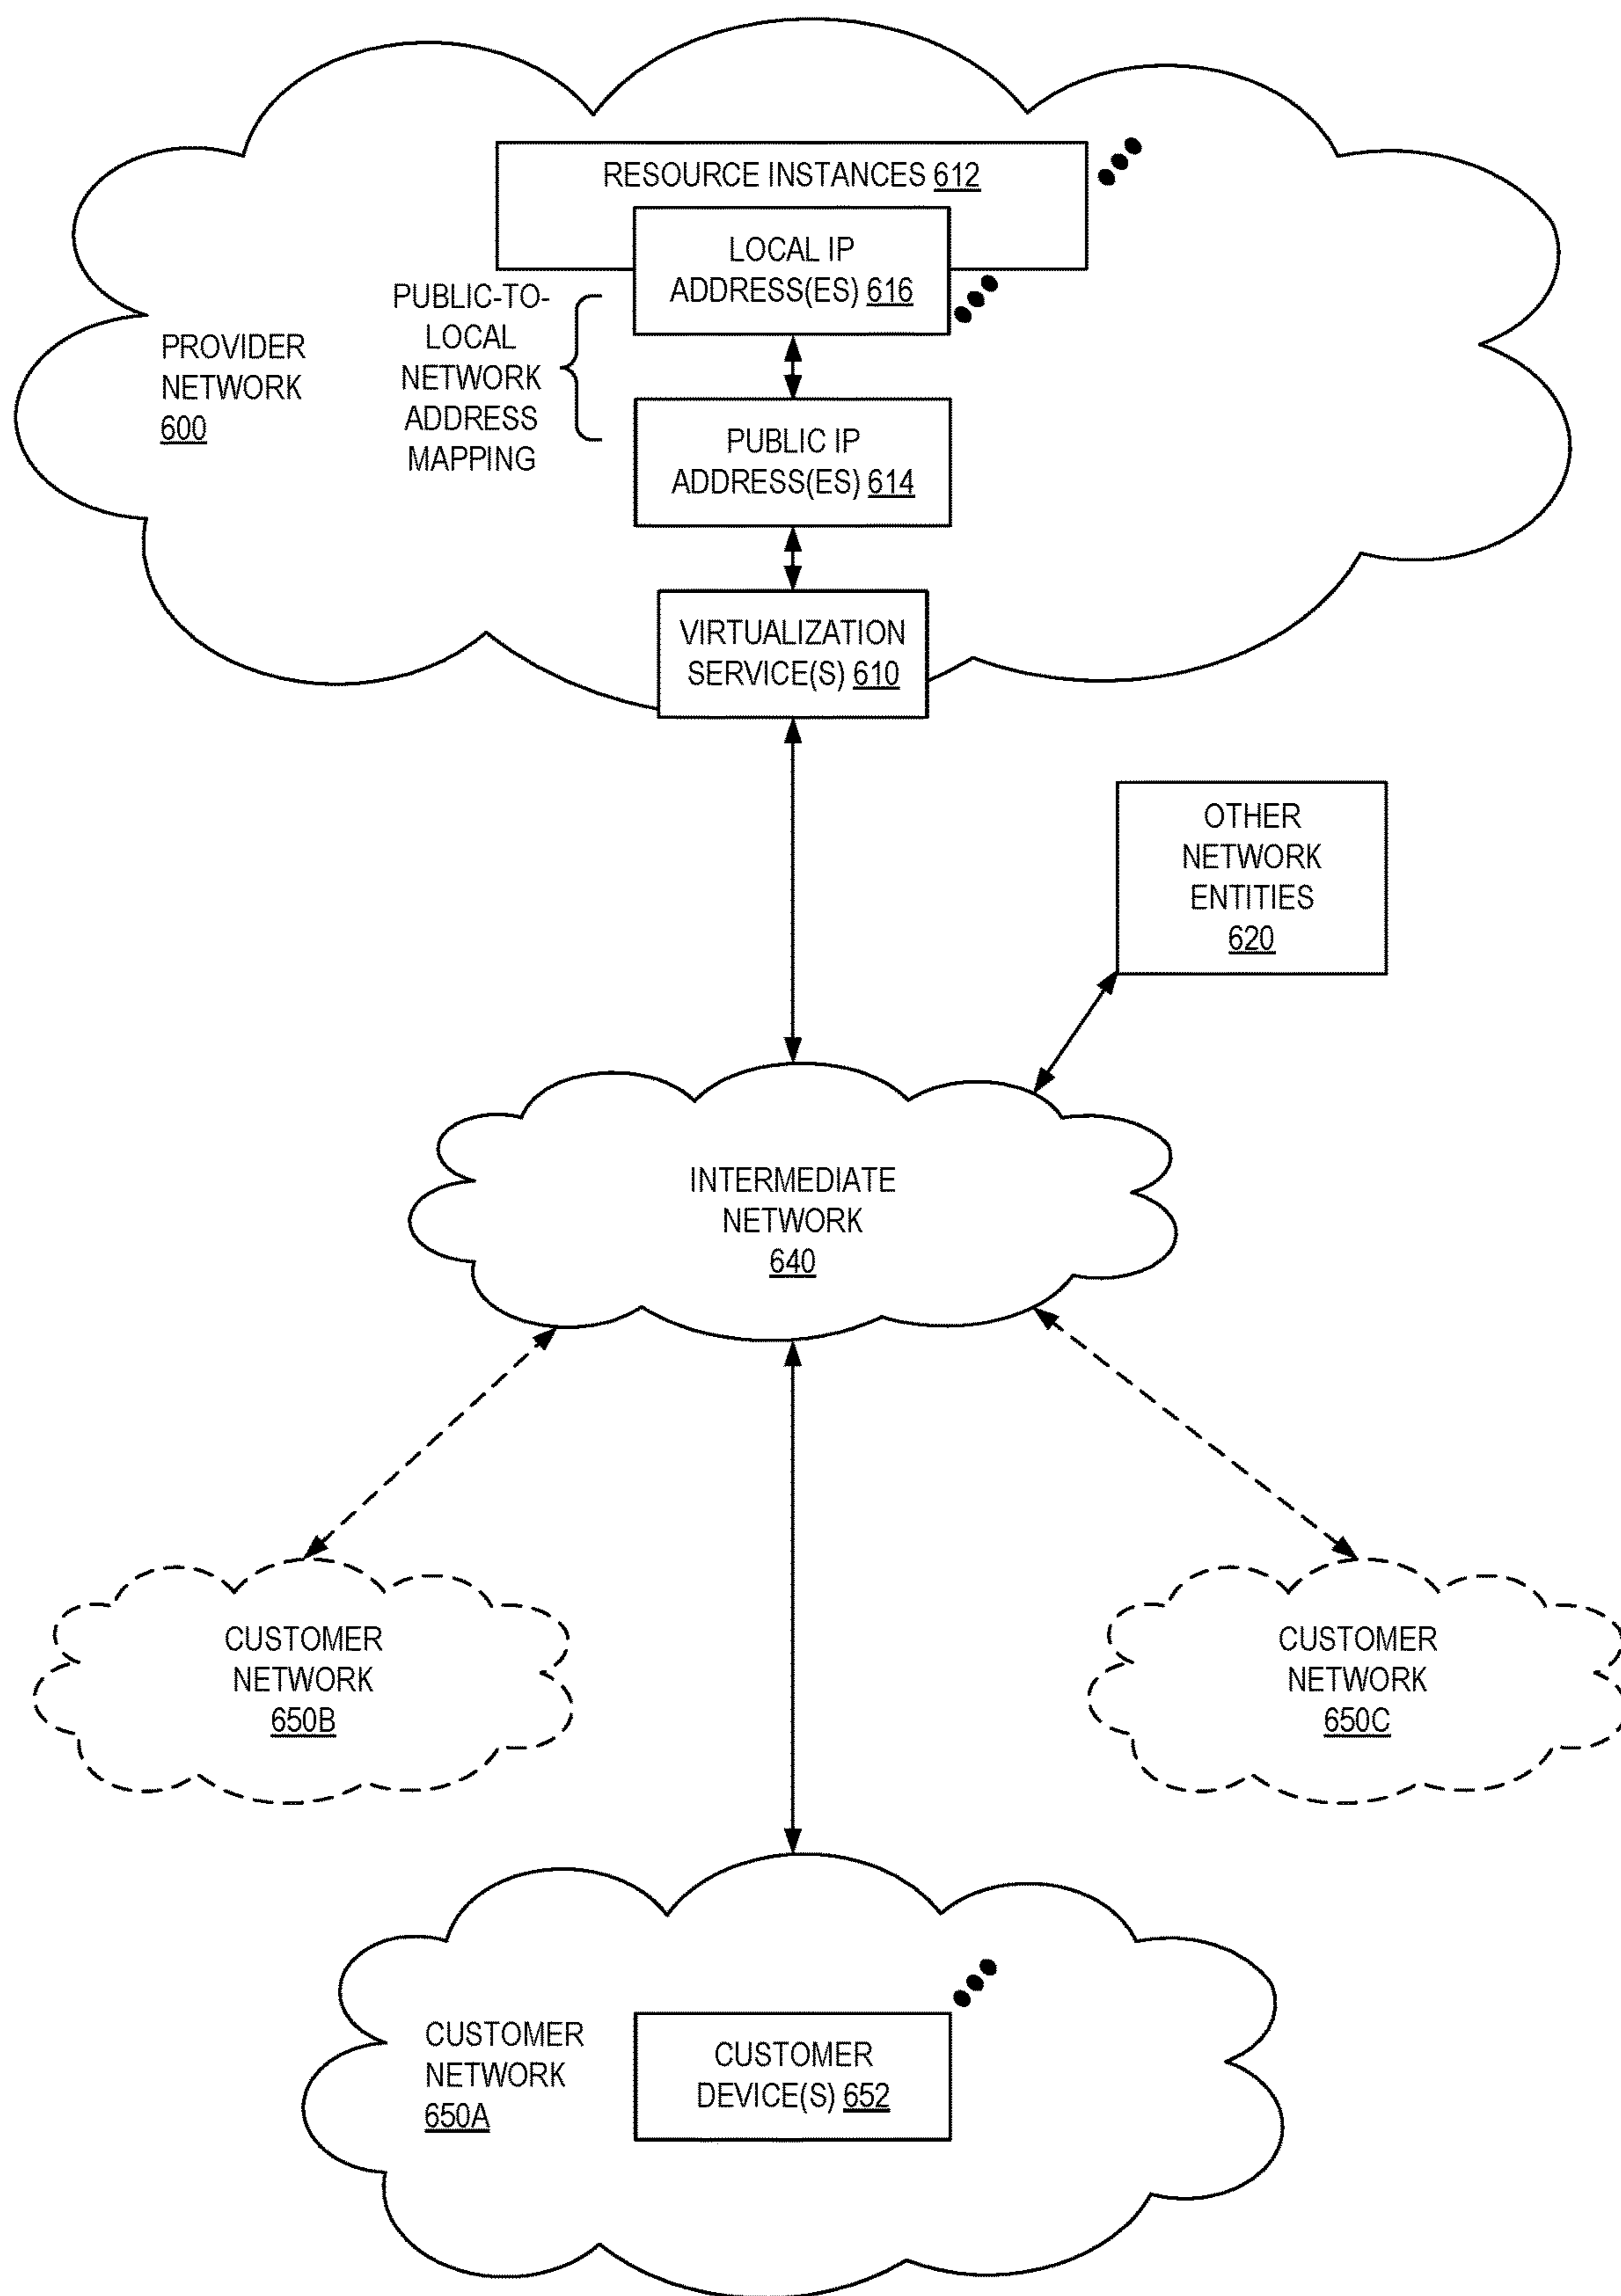 RESOURCE INSTANCES 612
LOCAL IP
ADDRESS(ES) 616
PUBLIC-TO-
LOCAL
NETWORK
ADDRESS
MAPPING
PROVIDER
NETWORK
600
PUBLIC IP
ADDRESS(ES) 614
VIRTUALIZATION
SERVICE(S) 610
OTHER
NETWORK
ENTITIES
620
INTERMEDIATE
NETWORK
640
CUSTOMER
NETWORK
650B
CUSTOMER
NETWORK
650C
CUSTOMER
NETWORK
650A
CUSTOMER
DEVICE(S) 652